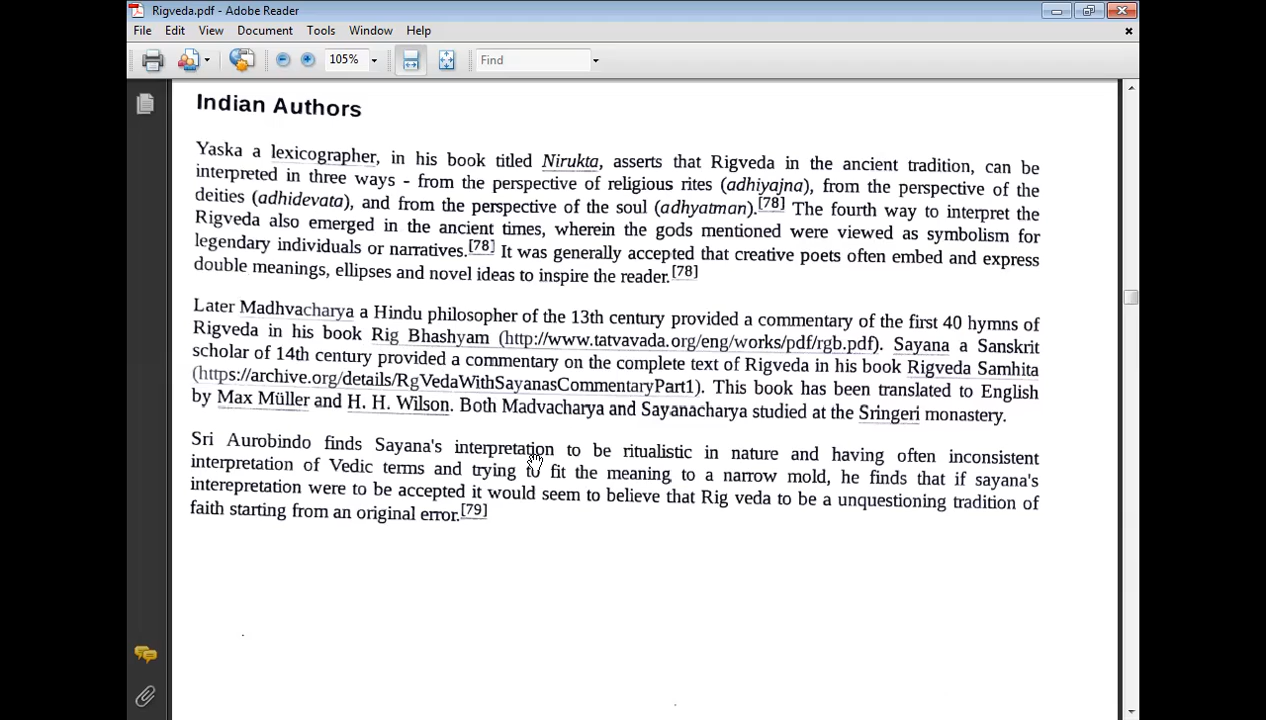 Rigveda.pdf - Adobe Reader
File Edit View Document Tools Window Help
105% Find
Indian Authors
Yaska a lexicographer, in his book titled Nirukta, asserts that Rigveda in the ancient tradition, can be
interpreted in three ways - from the perspective of religious rites (adhiyajna), from the perspective of the
deities (adhidevata), and from the perspective of the soul (adhyatman).[78] The fourth way to interpret the
Rigveda also emerged in the ancient times, wherein the gods mentioned were viewed as symbolism for
legendary individuals or narratives.[78] It was generally accepted that creative poets often embed and express
double meanings, ellipses and novel ideas to inspire the reader.[78]
Later Madhvacharya a Hindu philosopher of the 13th century provided a commentary of the first 40 hymns of
Rigveda in his book Rig Bhashyam (http://www.tatvavada.org/eng/works/pdf/rgb.pdf). Sayana a Sanskrit
scholar of 14th century provided a commentary on the complete text of Rigveda in his book Rigveda Samhita
(https://archive.org/details/RgVedaWithSayanasCommentaryPart1). This book has been translated to English
by Max Müller and H. H. Wilson. Both Madvacharya and Sayanacharya studied at the Sringeri monastery.
Sri Aurobindo finds Sayana's interpretation to be ritualistic in nature and having often inconsistent
interpretation of Vedic terms and trying to fit the meaning to a narrow mold, he finds that if sayana's
interepretation were to be accepted it would seem to believe that Rig veda to be a unquestioning tradition of
faith starting from an original error.[79]